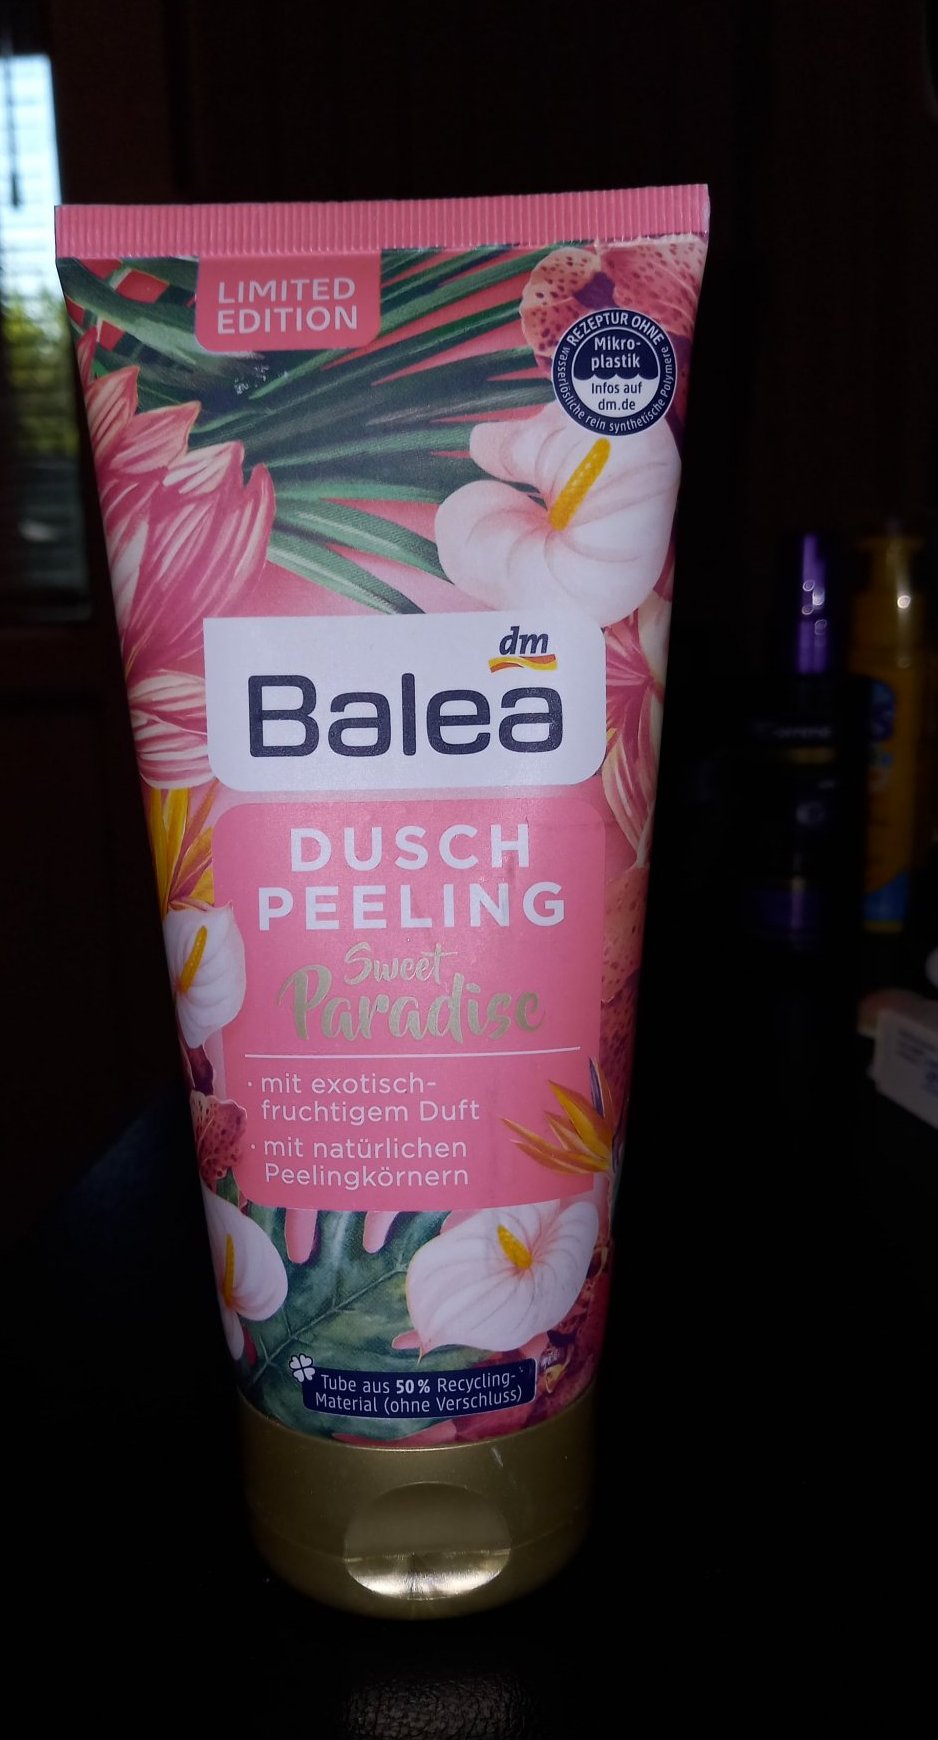 LIMITED
EDITION
REZEPTUR OHNE
Mikro-
plastik
Infos auf
dm.de
wasserlösliche rein synthetische Polymere
dm
Balea
DUSCH
PEELING
Sweet
Paradise
· mit exotisch-
fruchtigem Duft
· mit natürlichen
Peelingkörnern
Tube aus 50% Recycling-
Material (ohne Verschluss)